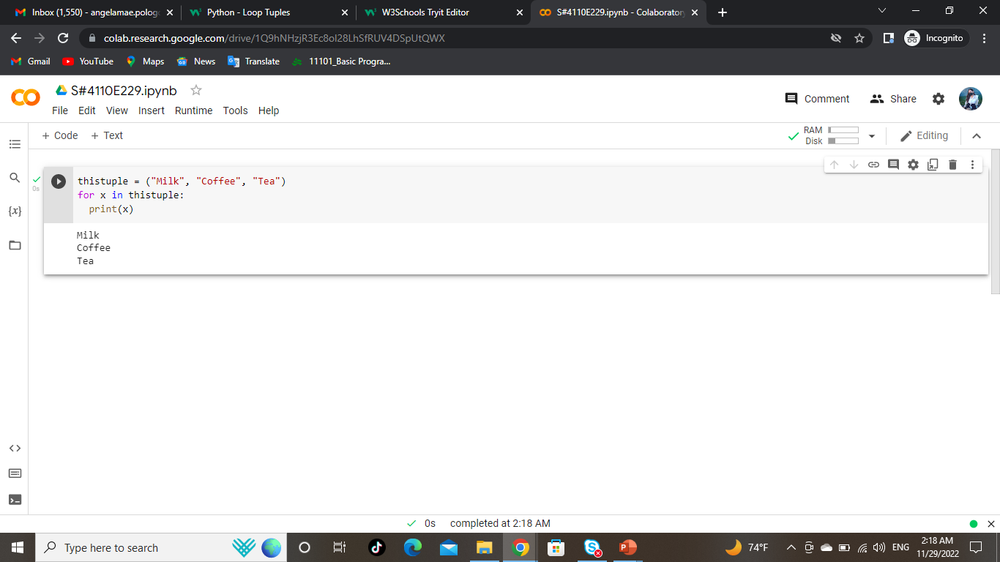 Inbox (1,550) - angelamae.polog
Python - Loop Tuples
W3Schools Tryit Editor
S#4110E229.ipynb - Colaboratory
colab.research.google.com/drive/1Q9hNHzjR3Ec8oI28LhSfRUV4DSpUtQWX
Incognito
Gmail
YouTube
Maps
News
Translate
11101_Basic Progra...
S#4110E229.ipynb
Comment
Share
File Edit View Insert Runtime Tools Help
+ Code + Text
RAM
Disk
Editing
thistuple = ("Milk", "Coffee", "Tea")
0s
for x in thistuple:
{x}
print(x)
Milk
Coffee
Tea
0s completed at 2:18 AM
Type here to search
74°F
ENG
2:18 AM
11/29/2022